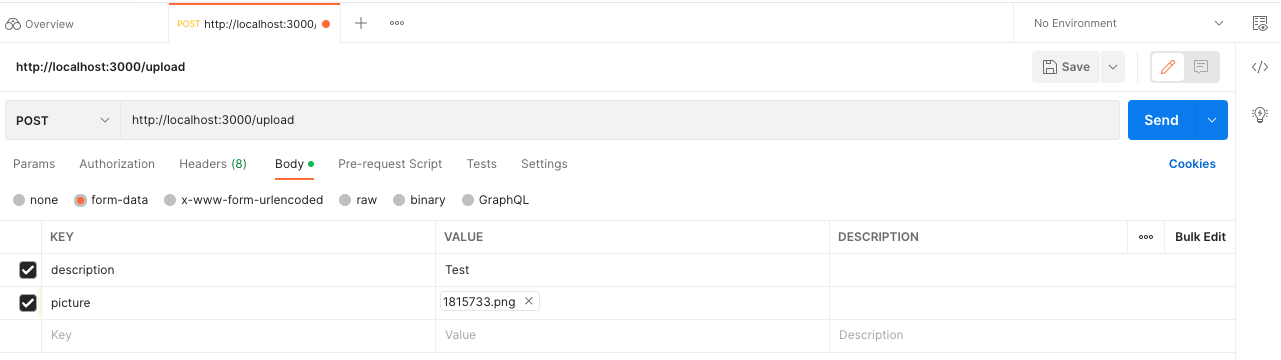 Overview
POST http://localhost:3000/
No Environment
http://localhost:3000/upload
Save
POST http://localhost:3000/upload Send
Params Authorization Headers (8) Body Pre-request Script Tests Settings Cookies
none form-data x-www-form-urlencoded raw binary GraphQL
KEY VALUE DESCRIPTION Bulk Edit
description Test
picture 1815733.png
Key Value Description